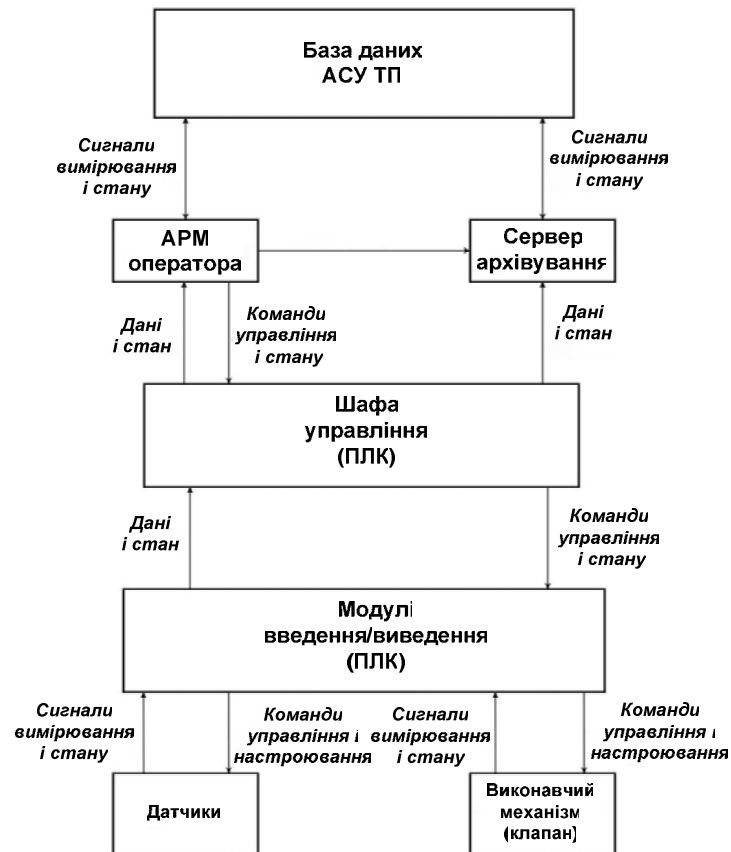 База даних
АСУ ТП
Сигнали
вимірювання
і стану
Сигнали
вимірювання
і стану
АРМ
оператора
Сервер
архівування
Дані
і стан
Команди
управління
і стану
Дані
і стан
Шафа
управління
(ПЛК)
Дані
і стан
Команди
управління
і стану
Модулі
введення/виведення
(ПЛК)
Сигнали
вимірювання
і стану
Команди
управління і
настроювання
Сигнали
вимірювання
і стану
Команди
управління і
настроювання
Датчики
Виконавчий
механізм
(клапан)